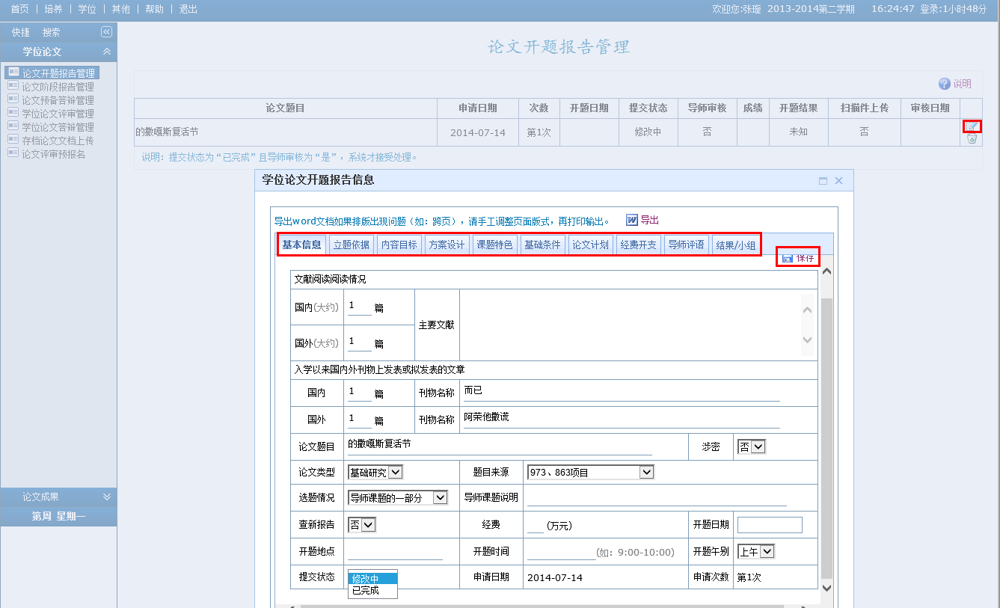 首页 | 培养 | 学位 | 其他 | 帮助 | 退出 欢迎您:张璇 2013-2014第二学期 16:24:47 登录:1小时48分
快捷 搜索
学位论文
论文开题报告管理
论文阶段报告管理
论文预备答辩管理
学位论文评审管理
学位论文答辩管理
存档论文文档上传
论文评审预报名
论文成果
第周 星期一
论文开题报告管理
说明
论文题目 申请日期 次数 开题日期 提交状态 导师审核 成绩 开题结果 扫描件上传 审核日期
的撒嘎斯复活节 2014-07-14 第1次 修改中 否 未知 否
说明：提交状态为“已完成”且导师审核为“是”，系统才接受处理。
学位论文开题报告信息
导出word文档如果排版出现问题（如：跨页），请手工调整页面版式，再打印输出。 导出
基本信息 立题依据 内容目标 方案设计 课题特色 基础条件 论文计划 经费开支 导师评语 结果/小组
保存
文献阅读阅读情况
国内(大约) 1 篇 主要文献
国外(大约) 1 篇
入学以来国内外刊物上发表或拟发表的文章
国内 1 篇 刊物名称 而已
国外 1 篇 刊物名称 阿荣他撒谎
论文题目 的撒嘎斯复活节 涉密 否
论文类型 基础研究 题目来源 973、863项目
选题情况 导师课题的一部分 导师课题说明
查新报告 否 经费 (万元) 开题日期
开题地点 开题时间 (如：9:00-10:00) 开题午别 上午
提交状态 修改中 申请日期 2014-07-14 申请次数 第1次
已完成